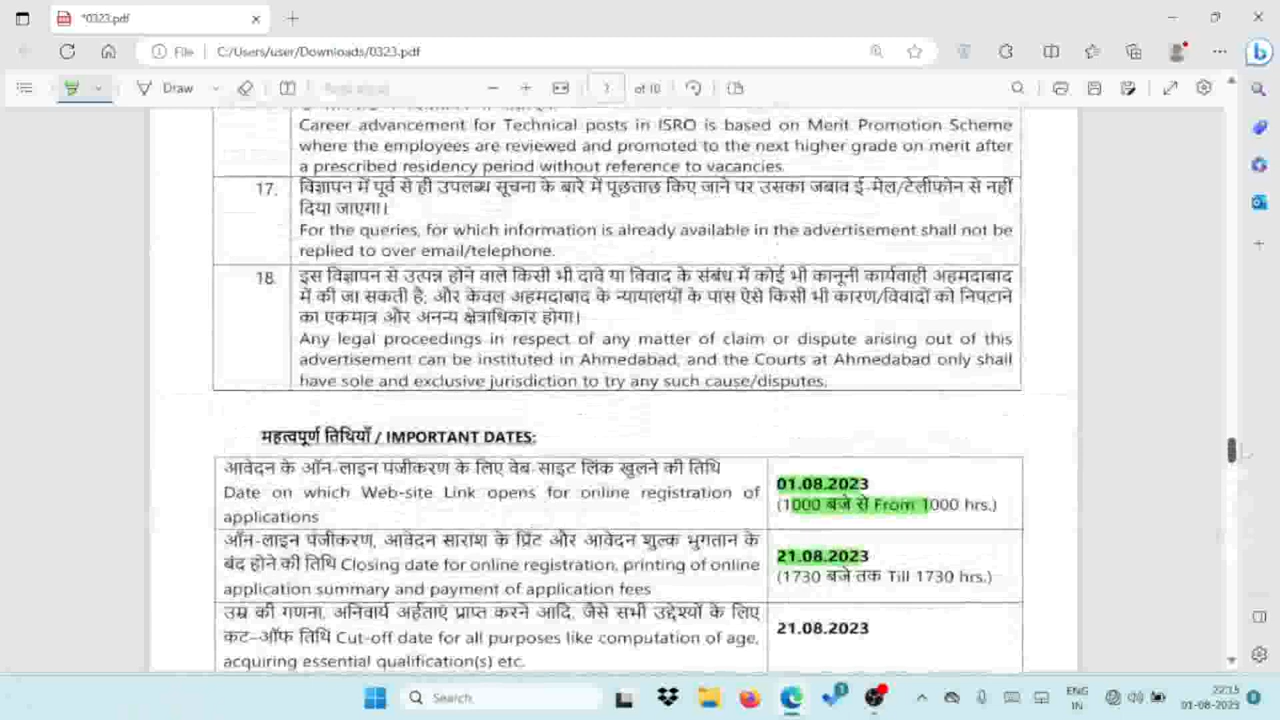 *0323.pdf
File
C:/Users/user/Downloads/0323.pdf
Draw
of 10
Career advancement for Technical posts in ISRO is based on Merit Promotion Scheme
where the employees are reviewed and promoted to the next higher grade on merit after
a prescribed residency period without reference to vacancies.
17. विज्ञापन में पूर्व से ही उपलब्ध सूचना के बारे में पूछताछ किए जाने पर उसका जबाव ई-मेल/टेलीफोन से नहीं
दिया जाएगा।
For the queries, for which information is already available in the advertisement shall not be
replied to over email/telephone.
18. इस विज्ञापन से उत्पन्न होने वाले किसी भी दावे या विवाद के संबंध में कोई भी कानूनी कार्यवाही अहमदाबाद
में की जा सकती है, और केवल अहमदाबाद के न्यायालयों के पास ऐसे किसी भी कारण/विवादों को निपटाने
का एकमात्र और अनन्य क्षेत्राधिकार होगा।
Any legal proceedings in respect of any matter of claim or dispute arising out of this
advertisement can be instituted in Ahmedabad, and the Courts at Ahmedabad only shall
have sole and exclusive jurisdiction to try any such cause/disputes.
महत्वपूर्ण तिथियाँ / IMPORTANT DATES:
आवेदन के ऑन-लाइन पंजीकरण के लिए वेब-साइट लिंक खुलने की तिथि
Date on which Web-site Link opens for online registration of
applications
01.08.2023
(1000 बजे से From 1000 hrs.)
ऑन-लाइन पंजीकरण, आवेदन सारांश के प्रिंट और आवेदन शुल्क भुगतान के
बंद होने की तिथि Closing date for online registration, printing of online
application summary and payment of application fees
21.08.2023
(1730 बजे तक Till 1730 hrs.)
उम्र की गणना, अनिवार्य अर्हताएं प्राप्त करने आदि, जैसे सभी उद्देश्यों के लिए
कट-ऑफ तिथि Cut-off date for all purposes like computation of age,
acquiring essential qualification(s) etc.
21.08.2023
Search
ENG
IN
22:15
01-08-2023